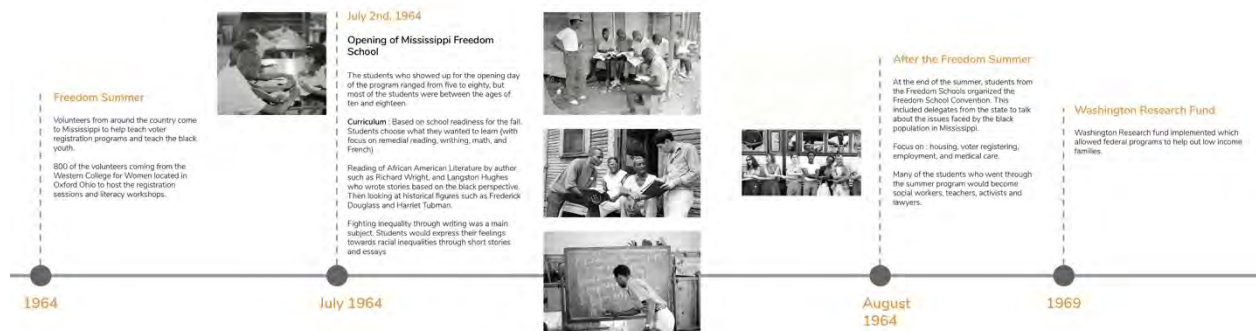 Freedom Summer
Volunteers from around the country come
to Mississippi to help teach voter
registration programs and teach the black
youth.
800 of the volunteers coming from the
Western College for Women located in
Oxford Ohio to host the registration
sessions and literacy workshops.
1964
July 2nd, 1964
Opening of Mississippi Freedom
School
The students who showed up for the opening day
of the program ranged from five to eighty, but
most of the students were between the ages of
ten and eighteen.
Curriculum : Based on school readiness for the fall.
Students choose what they wanted to learn (with
focus on remedial reading, writhing, math, and
French)
Reading of African American Literature by author
such as Richard Wright, and Langston Hughes
who wrote stories based on the black perspective.
Then looking at historical figures such as Frederick
Douglass and Harriet Tubman.
Fighting inequality through writing was a main
subject. Students would express their feelings
towards racial inequalities through short stories
and essays
July 1964
After the Freedom Summer
At the end of the summer, students from
the Freedom Schools organized the
Freedom School Convention. This
included delegates from the state to talk
about the issues faced by the black
population in Mississippi.
Focus on : housing, voter registering,
employment, and medical care.
Many of the students who went through
the summer program would become
social workers, teachers, activists and
lawyers.
August
1964
Washington Research Fund
Washington Research fund implemented which
allowed federal programs to help out low income
families.
1969